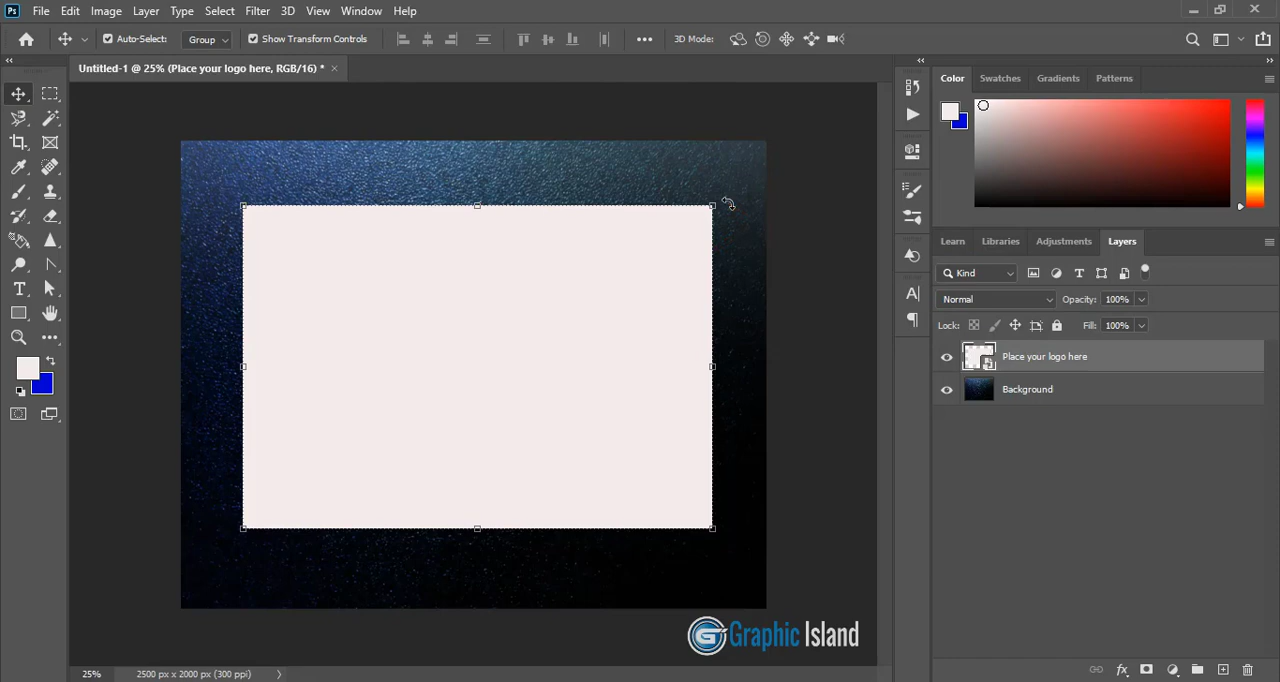 Ps File Edit Image Layer Type Select Filter 3D View Window Help
Auto-Select: Group Show Transform Controls 3D Mode:
Untitled-1 @ 25% (Place your logo here, RGB/16) *
Color Swatches Gradients Patterns
Learn Libraries Adjustments Layers
Kind
Normal Opacity: 100%
Lock: Fill: 100%
Place your logo here
Background
Graphic Island
25% 2500 px x 2000 px (300 ppi)